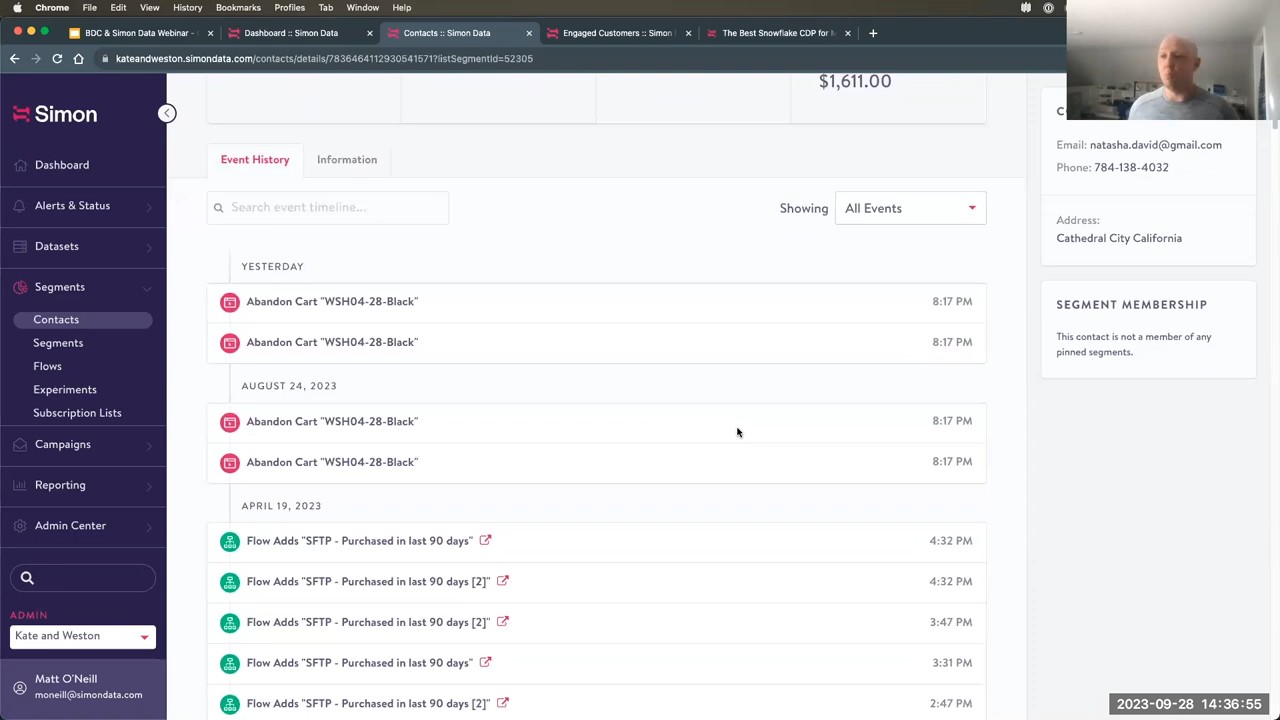 Chrome File Edit View History Bookmarks Profiles Tab Window Help
BDC & Simon Data Webinar -
Dashboard :: Simon Data
Contacts :: Simon Data
Engaged Customers :: Simon
The Best Snowflake CDP for M
kateandweston.simondata.com/contacts/details/7836464112930541571?listSegmentId=52305
Simon
Dashboard
Alerts & Status
Datasets
Segments
Contacts
Segments
Flows
Experiments
Subscription Lists
Campaigns
Reporting
Admin Center
ADMIN
Kate and Weston
Matt O'Neill
moneill@simondata.com
$1,611.00
Event History Information
Search event timeline...
Showing All Events
YESTERDAY
Abandon Cart "WSH04-28-Black" 8:17 PM
Abandon Cart "WSH04-28-Black" 8:17 PM
AUGUST 24, 2023
Abandon Cart "WSH04-28-Black" 8:17 PM
Abandon Cart "WSH04-28-Black" 8:17 PM
APRIL 19, 2023
Flow Adds "SFTP - Purchased in last 90 days" 4:32 PM
Flow Adds "SFTP - Purchased in last 90 days [2]" 4:32 PM
Flow Adds "SFTP - Purchased in last 90 days [2]" 3:47 PM
Flow Adds "SFTP - Purchased in last 90 days" 3:31 PM
Flow Adds "SFTP - Purchased in last 90 days [2]" 2:47 PM
Email: natasha.david@gmail.com
Phone: 784-138-4032
Address:
Cathedral City California
SEGMENT MEMBERSHIP
This contact is not a member of any
pinned segments.
2023-09-28 14:36:55